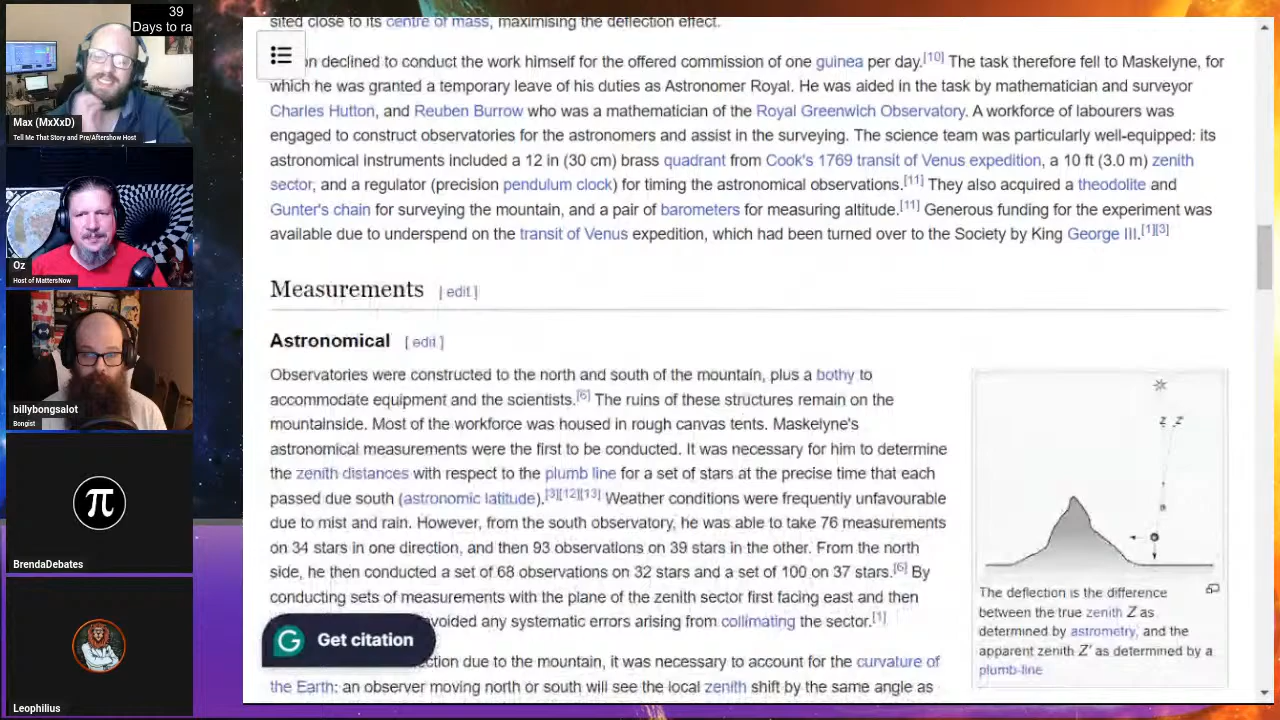 39
Days to ra
Max (MxXxD)
Tell Me That Story and Pre/Aftershow Host
Oz
Host of MattersNow
billybongsalot
Bongist
π
BrendaDebates
Leophilius
sited close to its centre of mass, maximising the deflection effect.
on declined to conduct the work himself for the offered commission of one guinea per day.[10] The task therefore fell to Maskelyne, for
which he was granted a temporary leave of his duties as Astronomer Royal. He was aided in the task by mathematician and surveyor
Charles Hutton, and Reuben Burrow who was a mathematician of the Royal Greenwich Observatory. A workforce of labourers was
engaged to construct observatories for the astronomers and assist in the surveying. The science team was particularly well-equipped: its
astronomical instruments included a 12 in (30 cm) brass quadrant from Cook's 1769 transit of Venus expedition, a 10 ft (3.0 m) zenith
sector, and a regulator (precision pendulum clock) for timing the astronomical observations.[11] They also acquired a theodolite and
Gunter's chain for surveying the mountain, and a pair of barometers for measuring altitude.[11] Generous funding for the experiment was
available due to underspend on the transit of Venus expedition, which had been turned over to the Society by King George III.[1][3]
Measurements [ edit ]
Astronomical [ edit ]
Observatories were constructed to the north and south of the mountain, plus a bothy to
accommodate equipment and the scientists.[6] The ruins of these structures remain on the
mountainside. Most of the workforce was housed in rough canvas tents. Maskelyne's
astronomical measurements were the first to be conducted. It was necessary for him to determine
the zenith distances with respect to the plumb line for a set of stars at the precise time that each
passed due south (astronomic latitude).[3][12][13] Weather conditions were frequently unfavourable
due to mist and rain. However, from the south observatory, he was able to take 76 measurements
on 34 stars in one direction, and then 93 observations on 39 stars in the other. From the north
side, he then conducted a set of 68 observations on 32 stars and a set of 100 on 37 stars.[6] By
conducting sets of measurements with the plane of the zenith sector first facing east and then
voided any systematic errors arising from collimating the sector.[1]
Get citation
ction due to the mountain, it was necessary to account for the curvature of
the Earth: an observer moving north or south will see the local zenith shift by the same angle as
Z Z'
The deflection is the difference
between the true zenith Z as
determined by astrometry, and the
apparent zenith Z' as determined by a
plumb-line